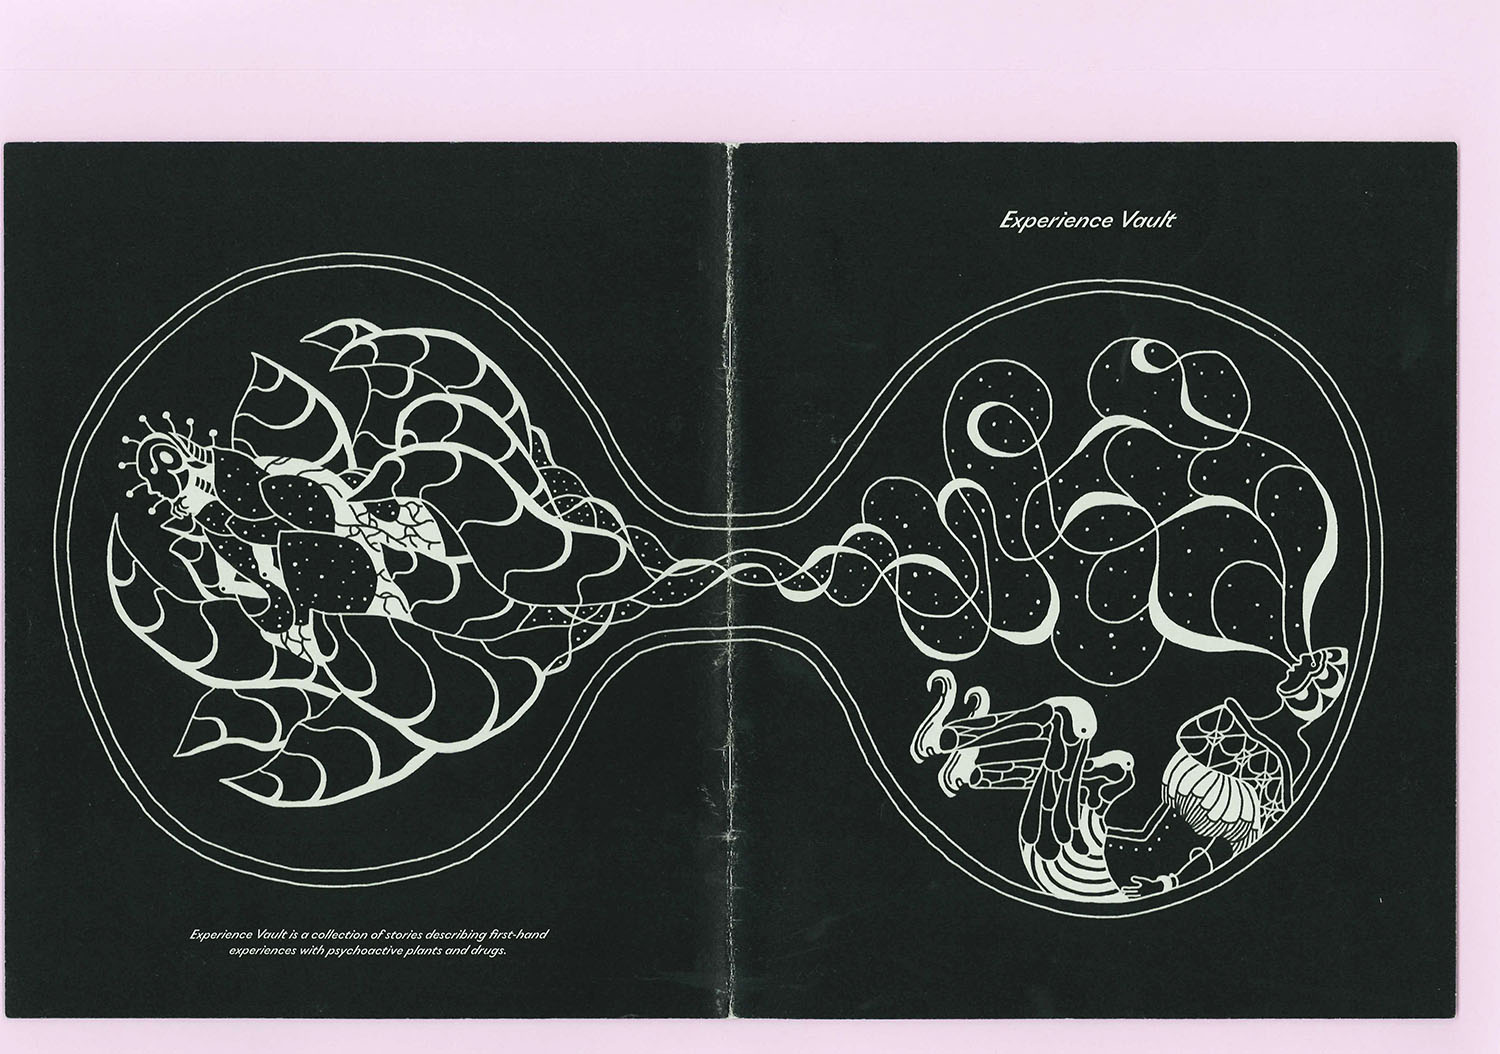 Experience Vault
Experience Vault is a collection of stories describing first-hand
experiences with psychoactive plants and drugs.